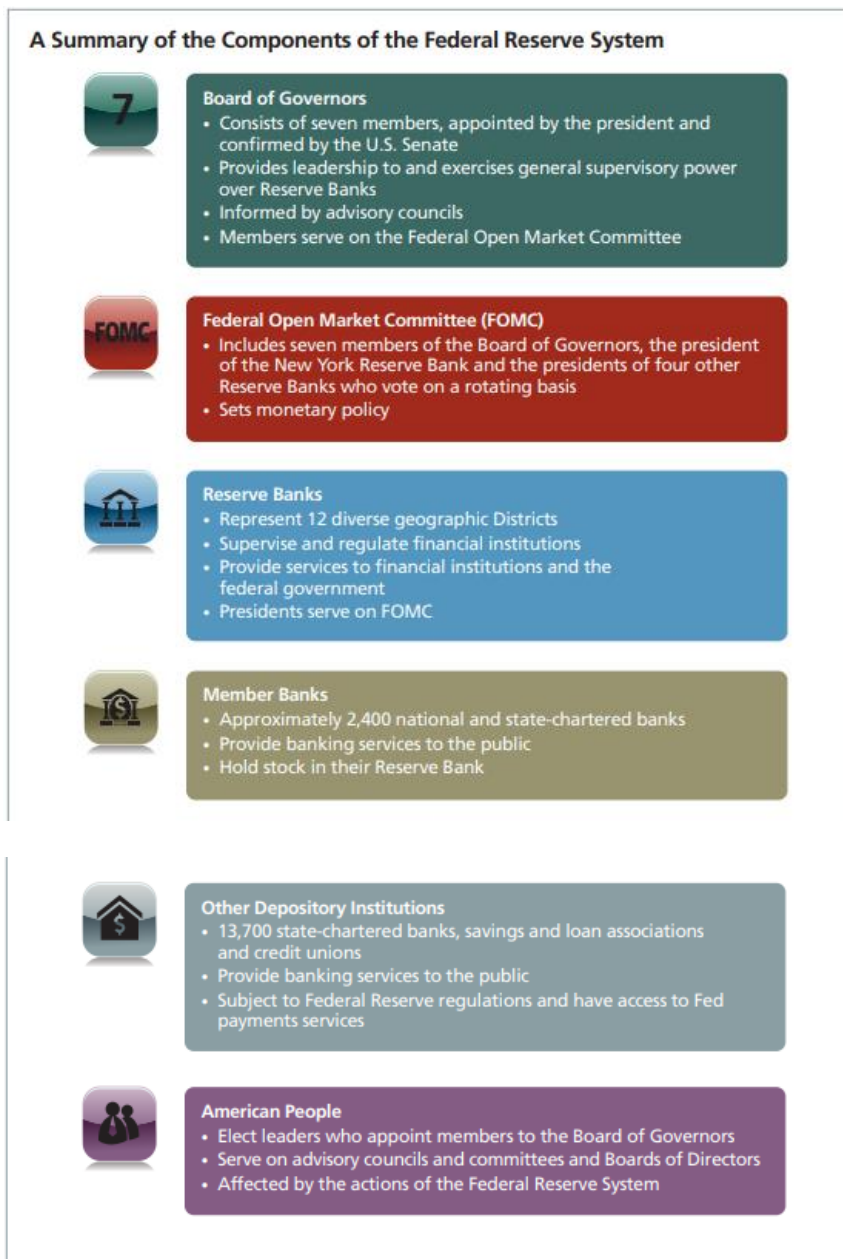 A Summary of the Components of the Federal Reserve System
7
Board of Governors
• Consists of seven members, appointed by the president and
confirmed by the U.S. Senate
• Provides leadership to and exercises general supervisory power
over Reserve Banks
• Informed by advisory councils
• Members serve on the Federal Open Market Committee
FOMC
Federal Open Market Committee (FOMC)
• Includes seven members of the Board of Governors, the president
of the New York Reserve Bank and the presidents of four other
Reserve Banks who vote on a rotating basis
• Sets monetary policy
Reserve Banks
• Represent 12 diverse geographic Districts
• Supervise and regulate financial institutions
• Provide services to financial institutions and the
federal government
• Presidents serve on FOMC
$
Member Banks
• Approximately 2,400 national and state-chartered banks
• Provide banking services to the public
• Hold stock in their Reserve Bank
$
Other Depository Institutions
• 13,700 state-chartered banks, savings and loan associations
and credit unions
• Provide banking services to the public
• Subject to Federal Reserve regulations and have access to Fed
payments services
American People
• Elect leaders who appoint members to the Board of Governors
• Serve on advisory councils and committees and Boards of Directors
• Affected by the actions of the Federal Reserve System